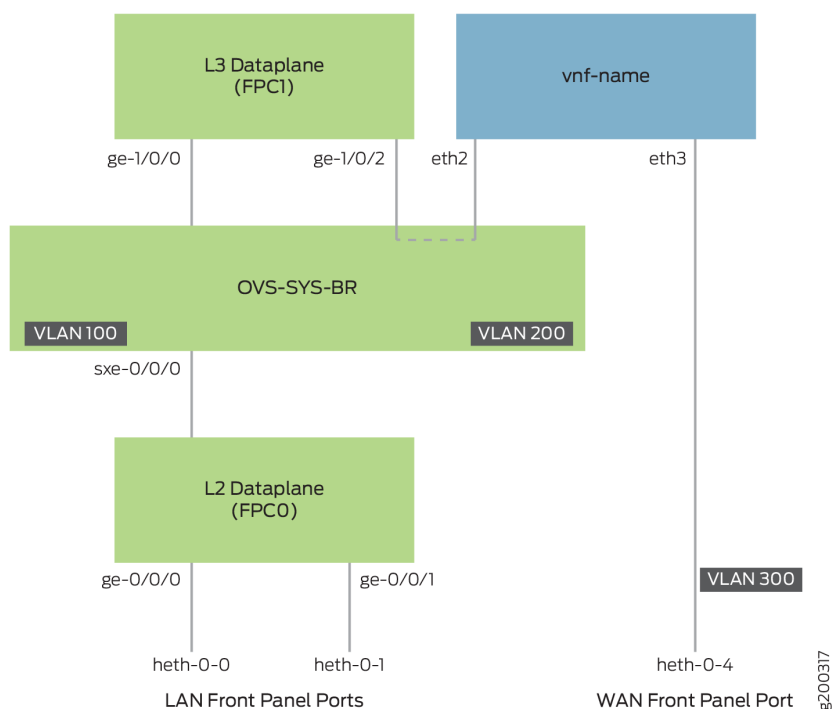 L3 Dataplane
(FPC1)
vnf-name
ge-1/0/0
ge-1/0/2
eth2
eth3
OVS-SYS-BR
VLAN 100
VLAN 200
sxe-0/0/0
L2 Dataplane
(FPC0)
ge-0/0/0
ge-0/0/1
VLAN 300
heth-0-0
heth-0-1
heth-0-4
LAN Front Panel Ports
WAN Front Panel Port
g200317